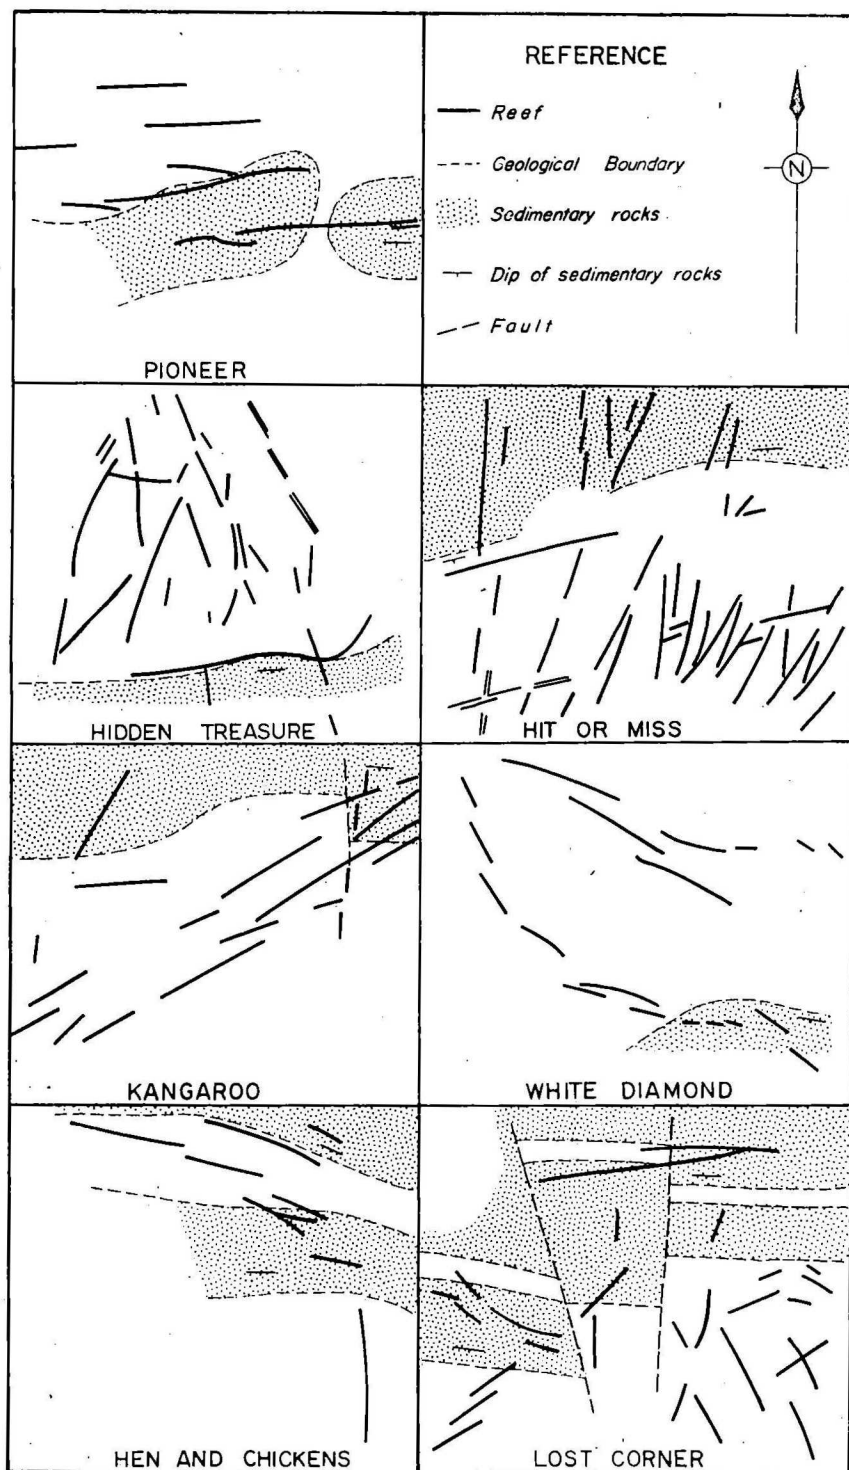 REFERENCE
Reef
Geological Boundary
N
Sedimentary rocks
Dip of sedimentary rocks
Fault
PIONEER
HIDDEN TREASURE
HIT OR MISS
KANGAROO
WHITE DIAMOND
HEN AND CHICKENS
LOST CORNER